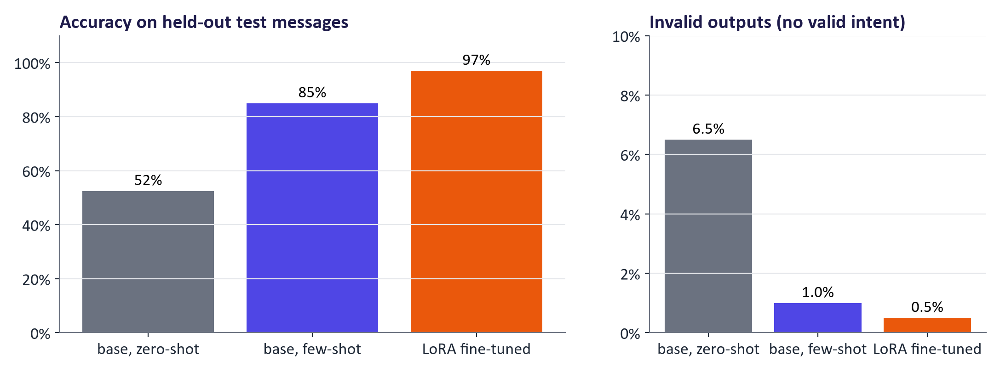 Accuracy on held-out test messages
100%
80%
60%
40%
20%
0%
52%
85%
97%
base, zero-shot
base, few-shot
LoRA fine-tuned
Invalid outputs (no valid intent)
10%
8%
6%
4%
2%
0%
6.5%
1.0%
0.5%
base, zero-shot
base, few-shot
LoRA fine-tuned